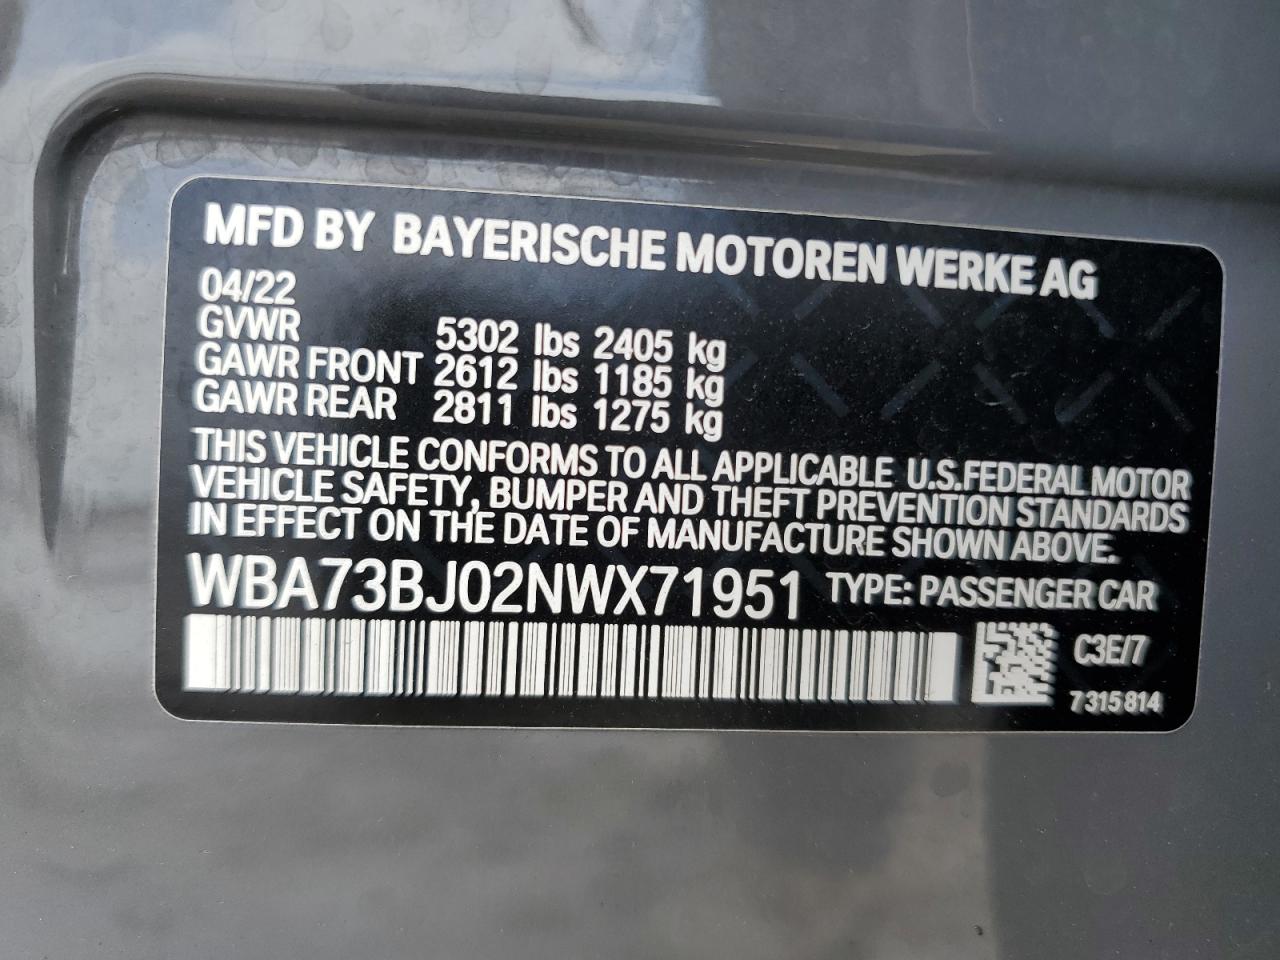 MFD BY BAYERISCHE MOTOREN WERKE AG
04/22
GVWR 5302 lbs 2405 kg
GAWR FRONT 2612 lbs 1185 kg
GAWR REAR 2811 lbs 1275 kg
THIS VEHICLE CONFORMS TO ALL APPLICABLE U.S.FEDERAL MOTOR
VEHICLE SAFETY, BUMPER AND THEFT PREVENTION STANDARDS
IN EFFECT ON THE DATE OF MANUFACTURE SHOWN ABOVE.
WBA73BJ02NWX71951 TYPE: PASSENGER CAR
C3E/7
7 315 814